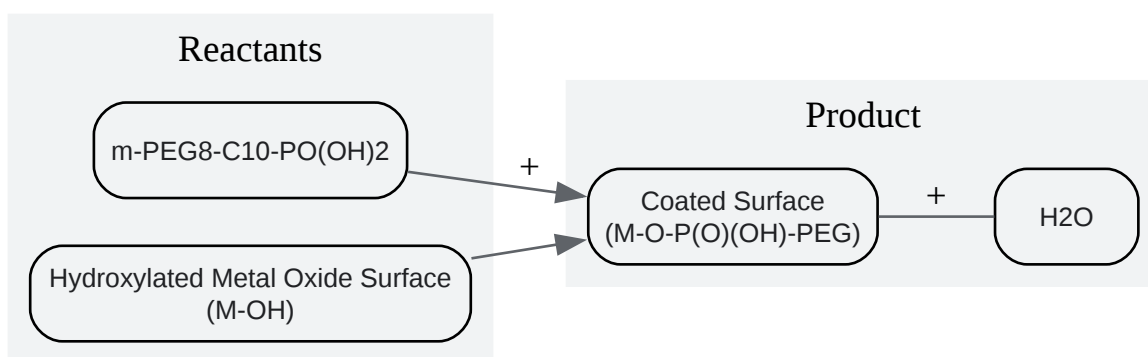 Reactants
m-PEG8-C10-PO(OH)2
Hydroxylated Metal Oxide Surface
(M-OH)
+
Product
Coated Surface
(M-O-P(O)(OH)-PEG)
+
H2O